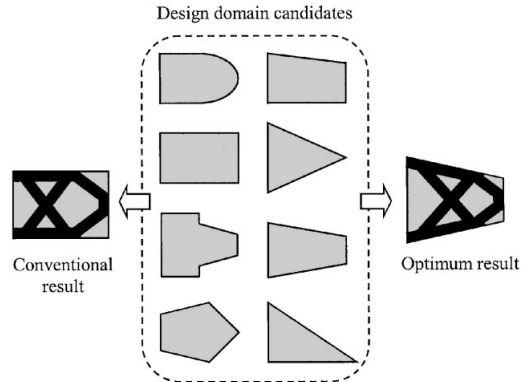 Design domain candidates
Conventional
result
Optimum result